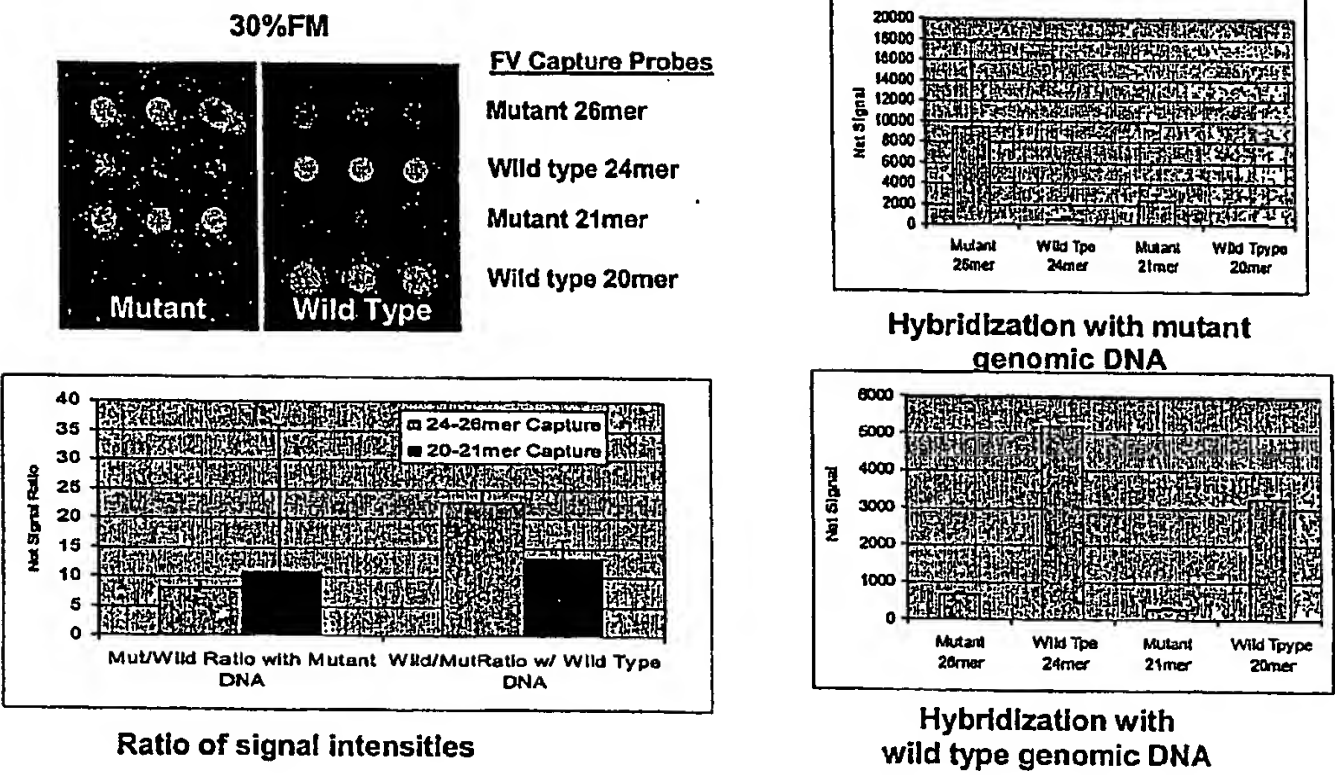 30%FM
FV Capture Probes
Mutant 26mer
Wild type 24mer
Mutant 21mer
Wild type 20mer
Mutant
Wild Type
Net Signal
20000
18000
16000
14000
12000
10000
8000
6000
4000
2000
0
Mutant 26mer
Wild Tpe 24mer
Mutant 21mer
Wild Tpype 20mer
Hybridization with mutant
genomic DNA
Net Signal Ratio
40
35
30
25
20
15
10
5
0
24-26mer Capture
20-21mer Capture
Mut/Wild Ratio with Mutant DNA
Wild/MutRatio w/ Wild Type DNA
Ratio of signal intensities
Net Signal
6000
5000
4000
3000
2000
1000
0
Mutant 26mer
Wild Tpe 24mer
Mutant 21mer
Wild Tpype 20mer
Hybridization with
wild type genomic DNA